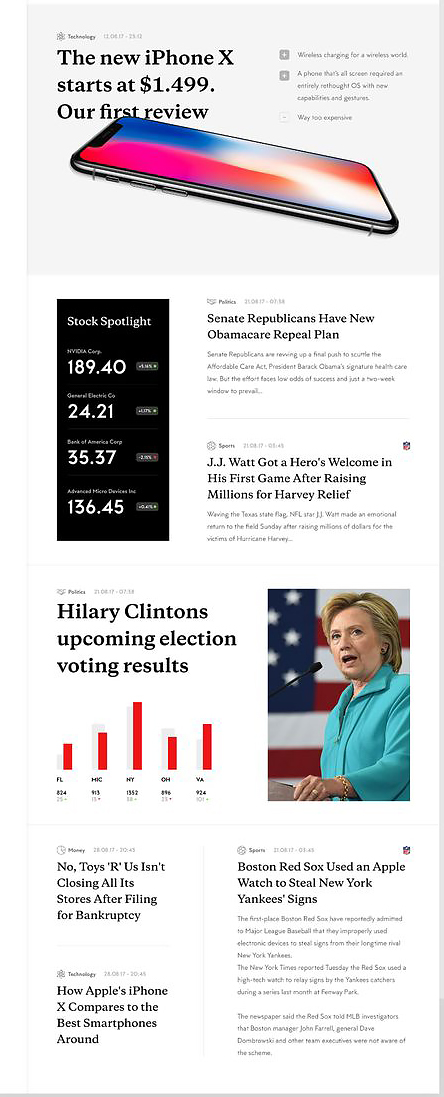 Technology 12.08.17 - 23:12
The new iPhone X
starts at $1.499.
Our first review
Wireless charging for a wireless world.
A phone that's all screen required an
entirely rethought OS with new
capabilities and gestures.
Way too expensive
Stock Spotlight
NVIDIA Corp.
189.40 +5.16%
General Electric Co
24.21 +1,17%
Bank of America Corp
35.37 -2,15%
Advanced Micro Devices Inc
136.45 +0.41%
Politics 21.08.17 - 07:58
Senate Republicans Have New
Obamacare Repeal Plan
Senate Republicans are revving up a final push to scuttle the
Affordable Care Act, President Barack Obama's signature health care
law. But the effort faces low odds of success and just a two-week
window to prevail...
Sports 21.08.17 - 03:45
J.J. Watt Got a Hero's Welcome in
His First Game After Raising
Millions for Harvey Relief
Waving the Texas state flag, NFL star J.J. Watt made an emotional
return to the field Sunday after raising millions of dollars for the
victims of Hurricane Harvey...
Politics 21.08.17 - 07:58
Hilary Clintons
upcoming election
voting results
FL MIC NY OH VA
824 913 1352 896 924
Money 28.08.17 - 20:45
No, Toys 'R' Us Isn't
Closing All Its
Stores After Filing
for Bankruptcy
Technology 28.08.17 - 20:45
How Apple's iPhone
X Compares to the
Best Smartphones
Around
Sports 21.08.17 - 03:45
Boston Red Sox Used an Apple
Watch to Steal New York
Yankees' Signs
The first-place Boston Red Sox have reportedly admitted
to Major League Baseball that they improperly used
electronic devices to steal signs from their longtime rival
New York Yankees.
The New York Times reported Tuesday the Red Sox used a
high-tech watch to relay signs by the Yankees catchers
during a series last month at Fenway Park.
The newspaper said the Red Sox told MLB investigators
that Boston manager John Farrell, general Dave
Dombrowski and other team executives were not aware of
the scheme.